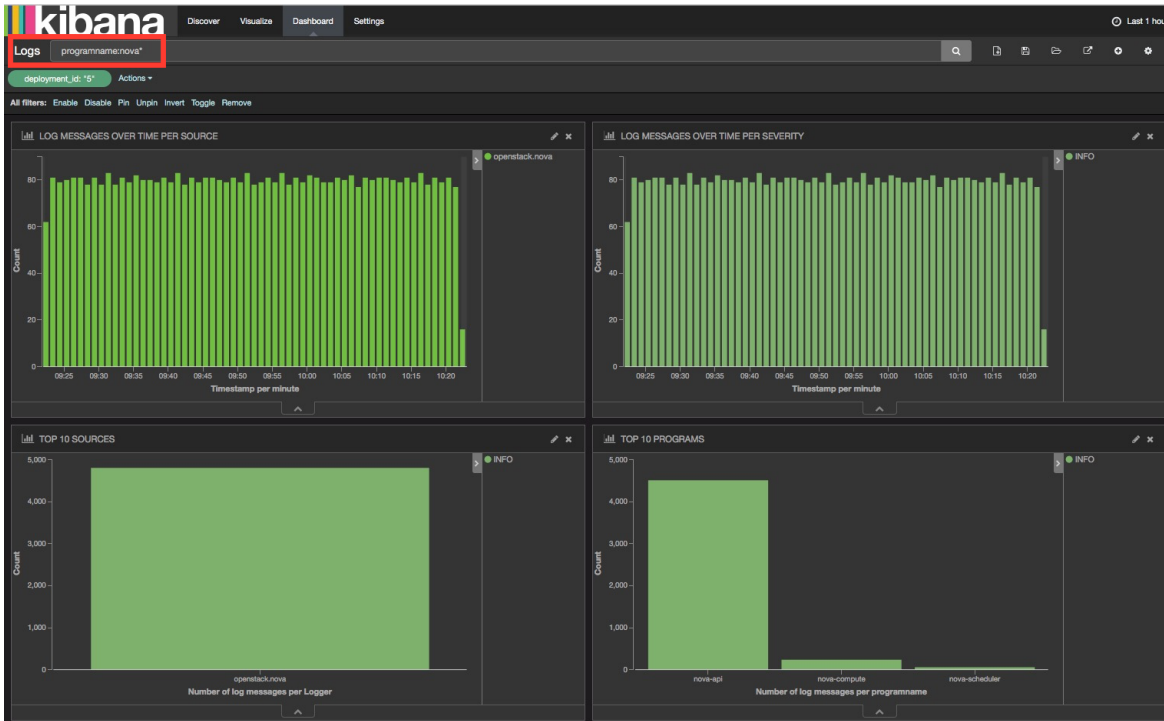 kibana Discover Visualize Dashboard Settings Last 1 hou
Logs programname:nova*
deployment_id: "5" Actions
All filters: Enable Disable Pin Unpin Invert Toggle Remove
LOG MESSAGES OVER TIME PER SOURCE
openstack.nova
80
60
40
20
0
Count
09:25 09:30 09:35 09:40 09:45 09:50 09:55 10:00 10:05 10:10 10:15 10:20
Timestamp per minute
LOG MESSAGES OVER TIME PER SEVERITY
INFO
80
60
40
20
0
Count
09:25 09:30 09:35 09:40 09:45 09:50 09:55 10:00 10:05 10:10 10:15 10:20
Timestamp per minute
TOP 10 SOURCES
INFO
5,000
4,000
3,000
2,000
1,000
0
Count
openstack.nova
Number of log messages per Logger
TOP 10 PROGRAMS
INFO
5,000
4,000
3,000
2,000
1,000
0
Count
nova-api nova-compute nova-scheduler
Number of log messages per programname